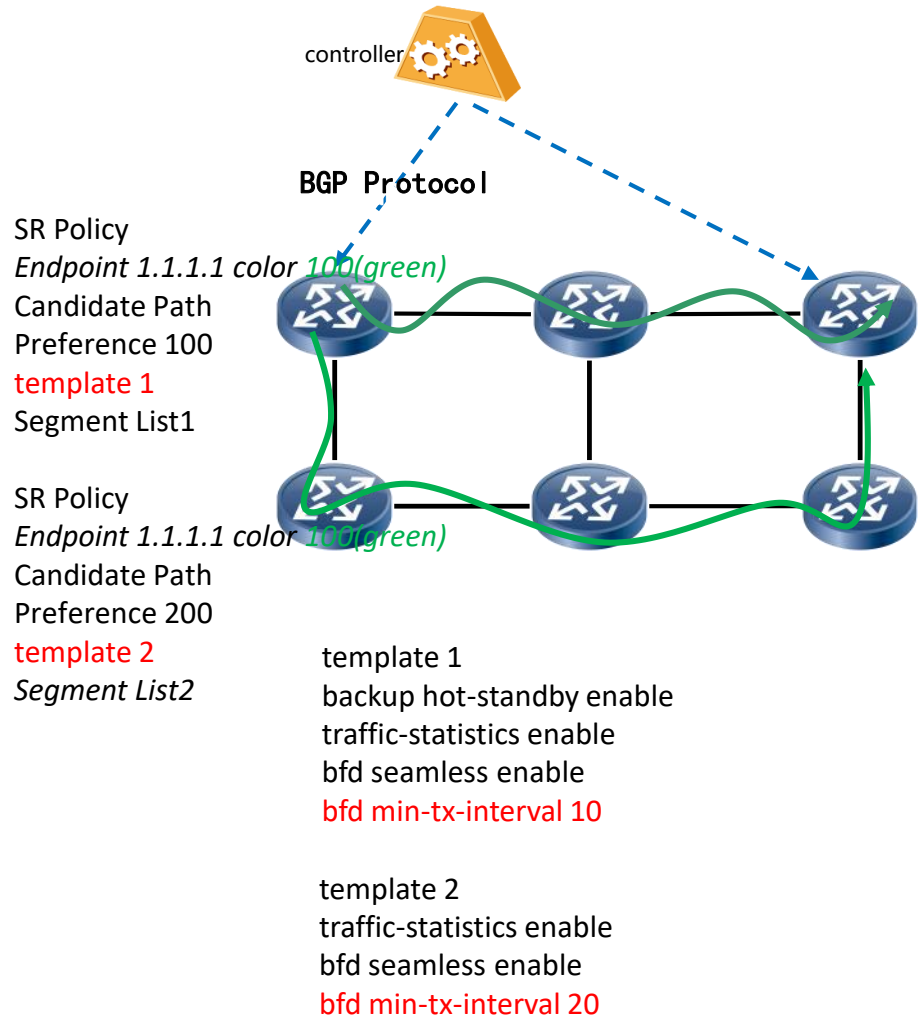 controller
BGP Protocol
SR Policy
Endpoint 1.1.1.1 color 100(green)
Candidate Path
Preference 100
template 1
Segment List1
SR Policy
Endpoint 1.1.1.1 color 100(green)
Candidate Path
Preference 200
template 2
Segment List2
template 1
backup hot-standby enable
traffic-statistics enable
bfd seamless enable
bfd min-tx-interval 10
template 2
traffic-statistics enable
bfd seamless enable
bfd min-tx-interval 20